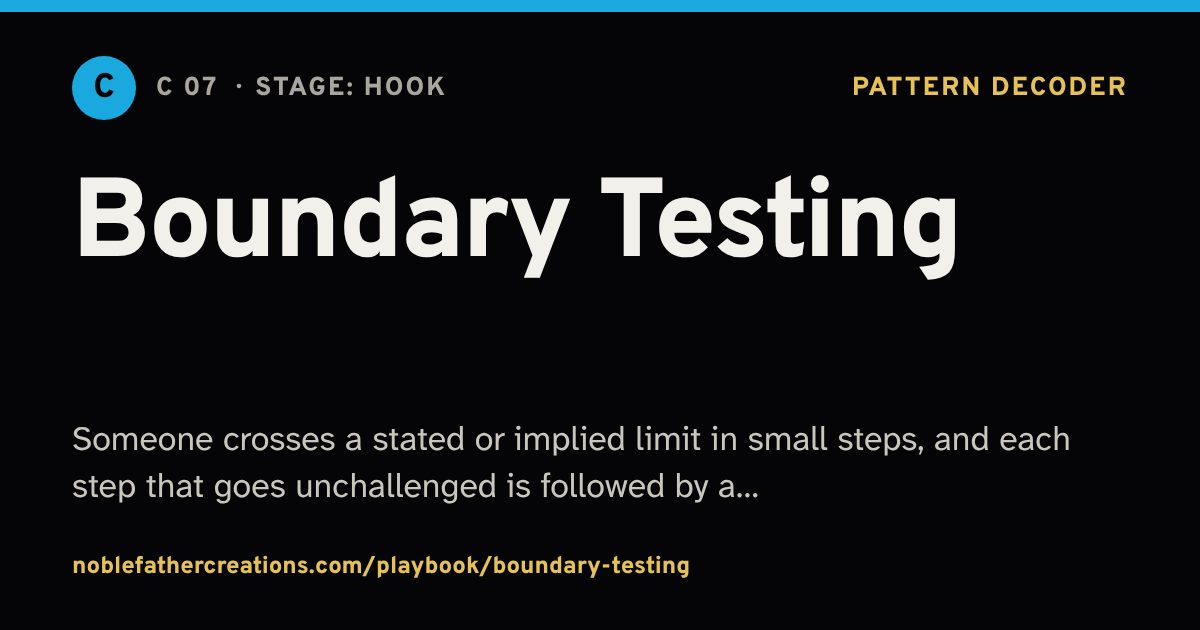 C
C 07 · STAGE: HOOK
PATTERN DECODER
Boundary Testing
Someone crosses a stated or implied limit in small steps, and each
step that goes unchallenged is followed by a...
noblefathercreations.com/playbook/boundary-testing